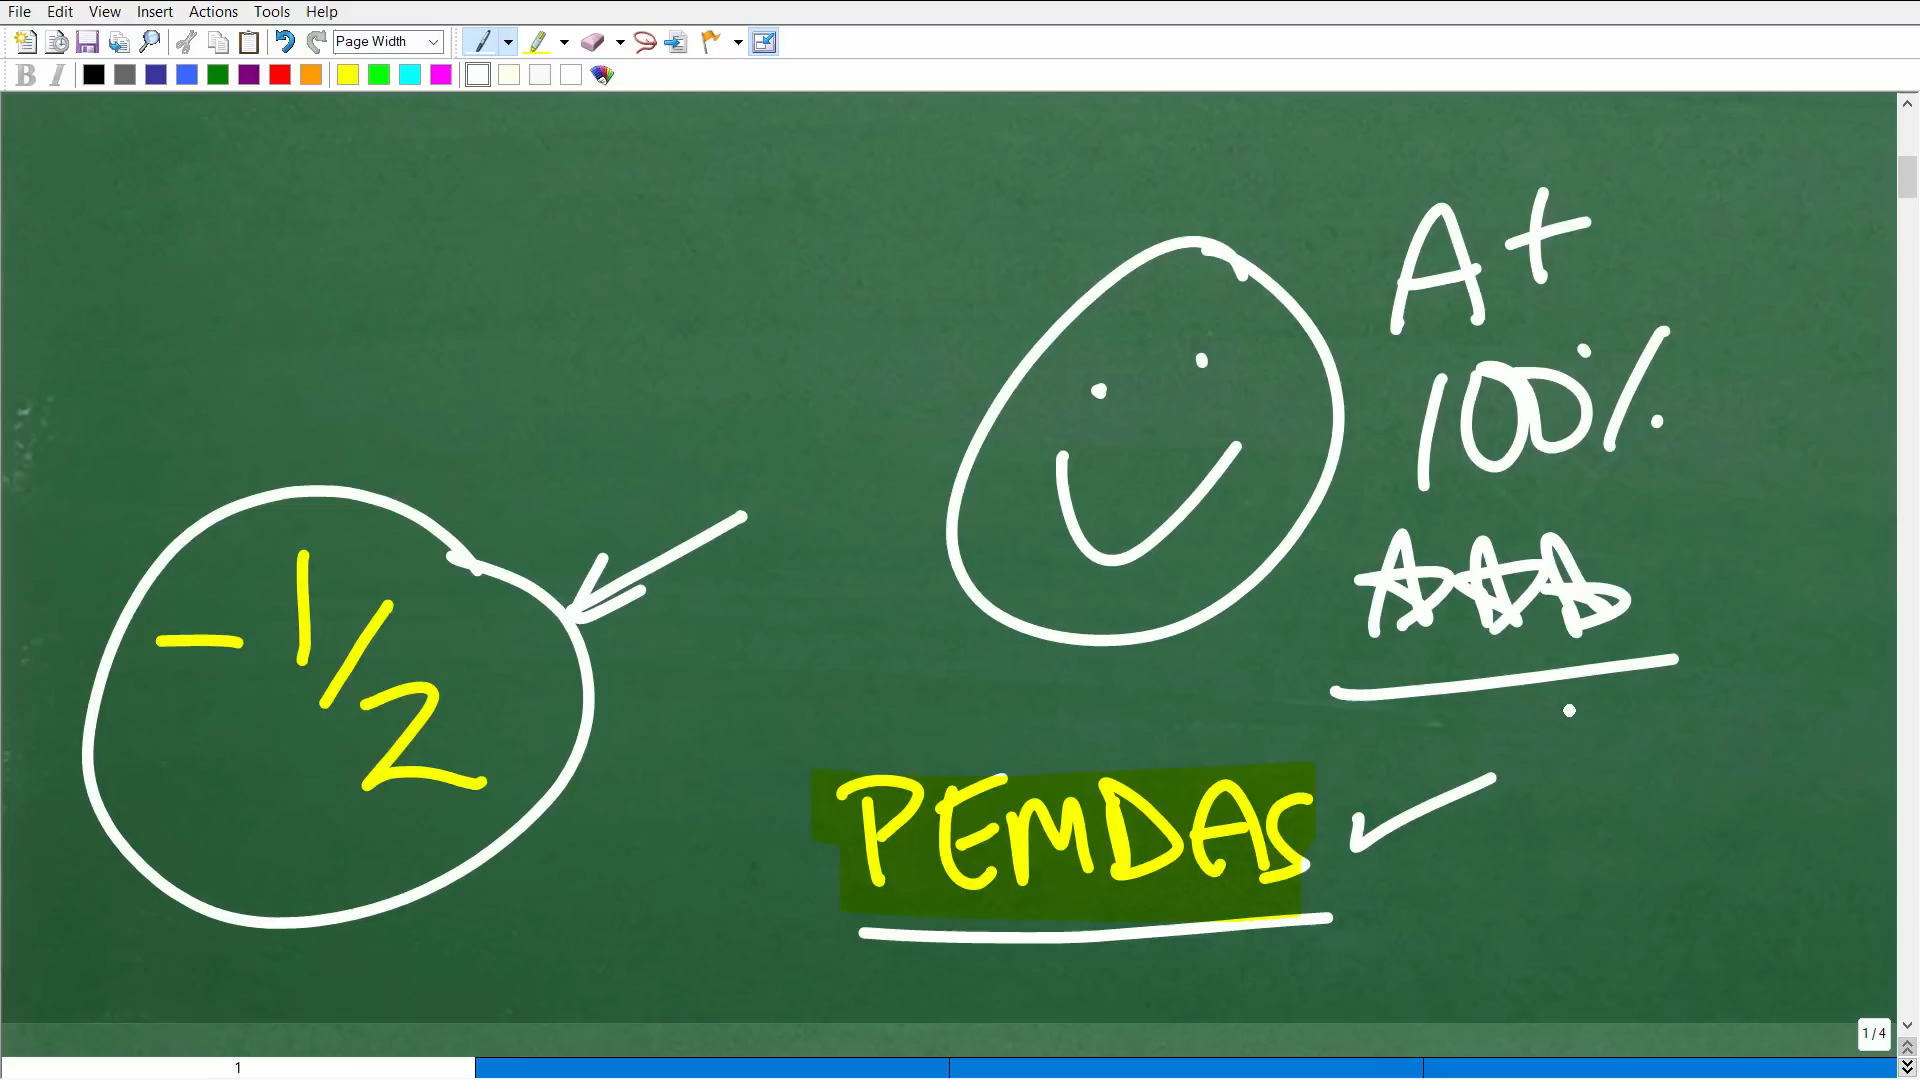 File Edit View Insert Actions Tools Help
Page Width
B I
A+
100%
- 1/2
PEMDAS
1 / 4
1